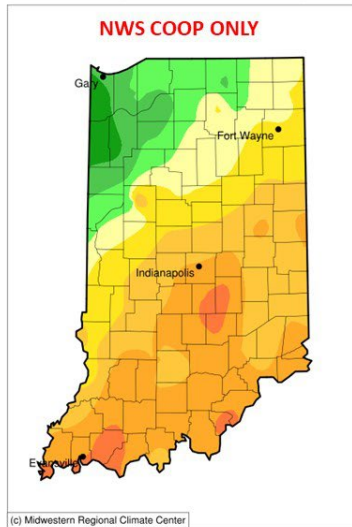 NWS COOP ONLY
Gary
Fort Wayne
Indianapolis
Evansville
(c) Midwestern Regional Climate Center